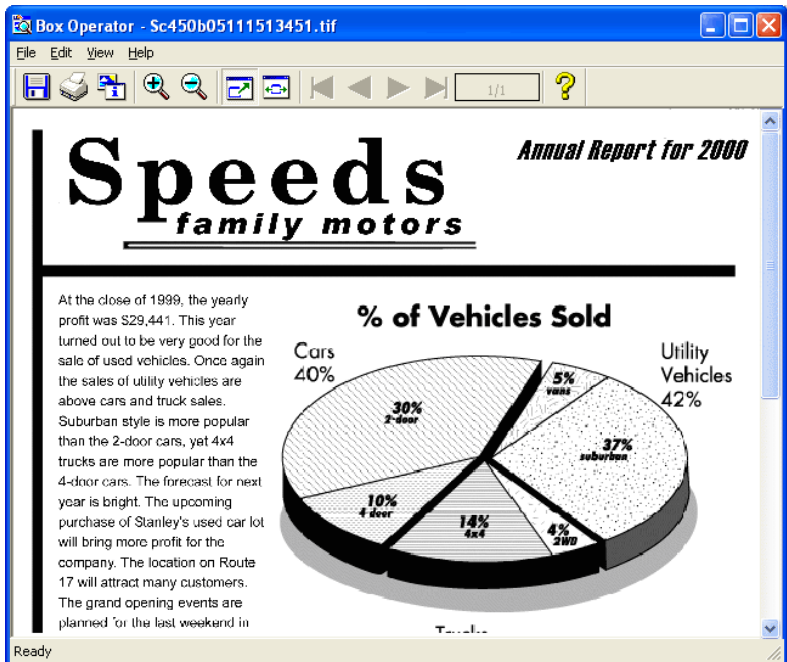 Box Operator - Sc450b05111513451.tif
File Edit View Help
1/1
Speeds
family motors
Annual Report for 2000
At the close of 1999, the yearly
profit was $29,441. This year
turned out to be very good for the
sale of used vehicles. Once again
the sales of utility vehicles are
above cars and truck sales.
Suburban style is more popular
than the 2-door cars, yet 4x4
trucks are more popular than the
4-door cars. The forecast for next
year is bright. The upcoming
purchase of Stanley's used car lot
will bring more profit for the
company. The location on Route
17 will attract many customers.
The grand opening events are
planned for the last weekend in
% of Vehicles Sold
Cars
40%
Utility
Vehicles
42%
5%
vans
30%
2-door
37%
suburban
10%
4 door
14%
4x4
4%
2WD
Trucks
Ready